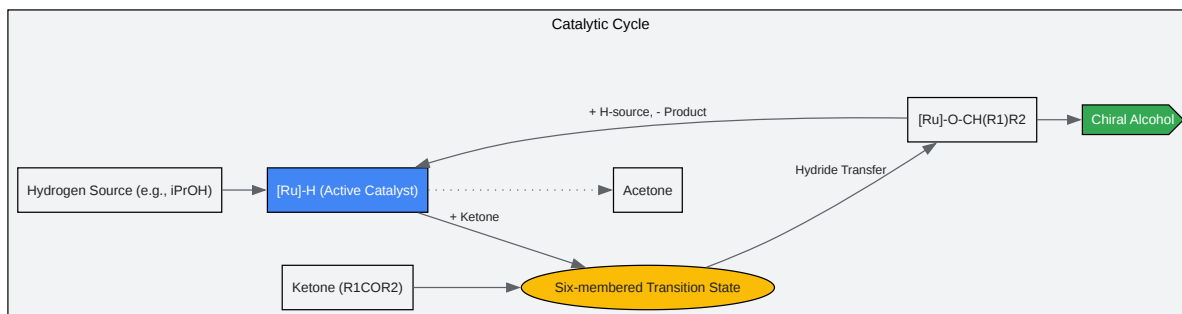 Catalytic Cycle
+ H-source, - Product
[Ru]-O-CH(R1)R2
Chiral Alcohol
Hydride Transfer
Hydrogen Source (e.g., iPrOH)
[Ru]-H (Active Catalyst)
Acetone
+ Ketone
Ketone (R1COR2)
Six-membered Transition State